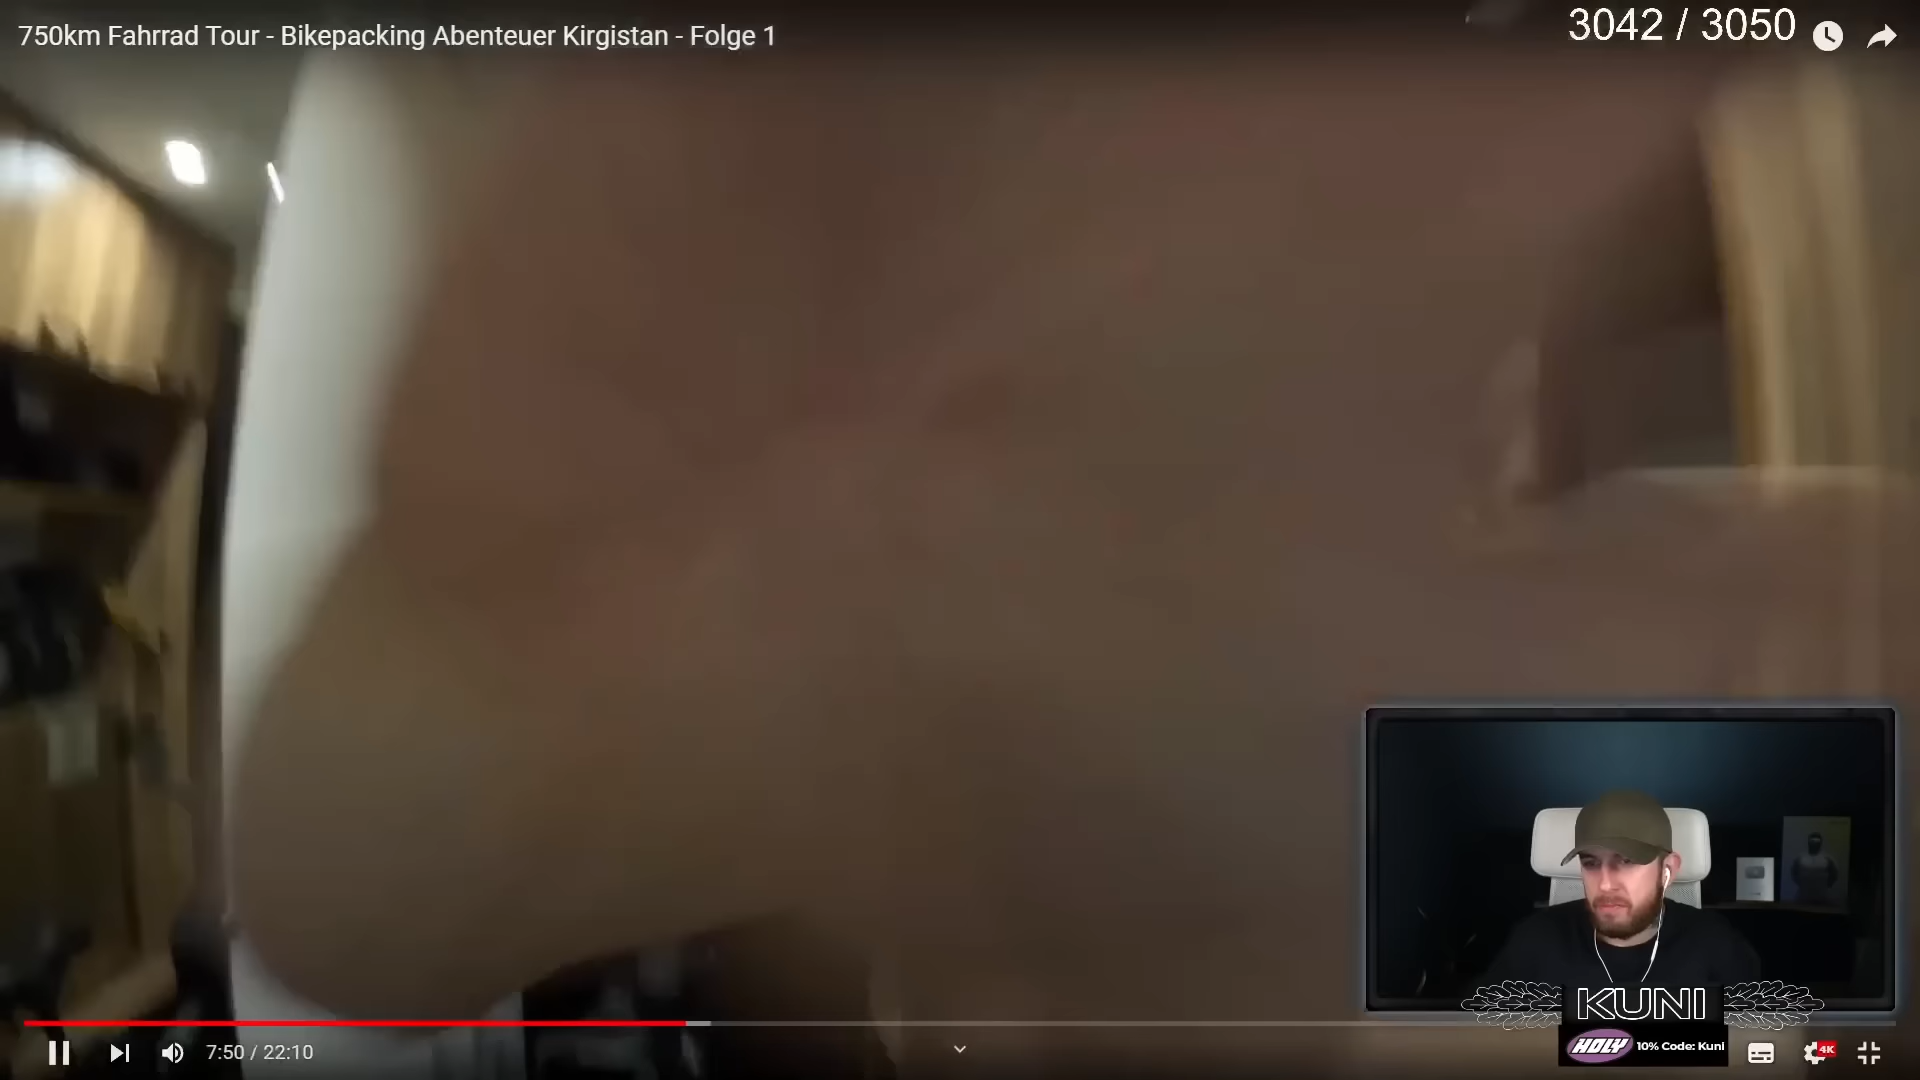 750km Fahrrad Tour - Bikepacking Abenteuer Kirgistan - Folge 1
3042 / 3050
KUNI
HOLY 10% Code: Kuni
7:50 / 22:10
4K